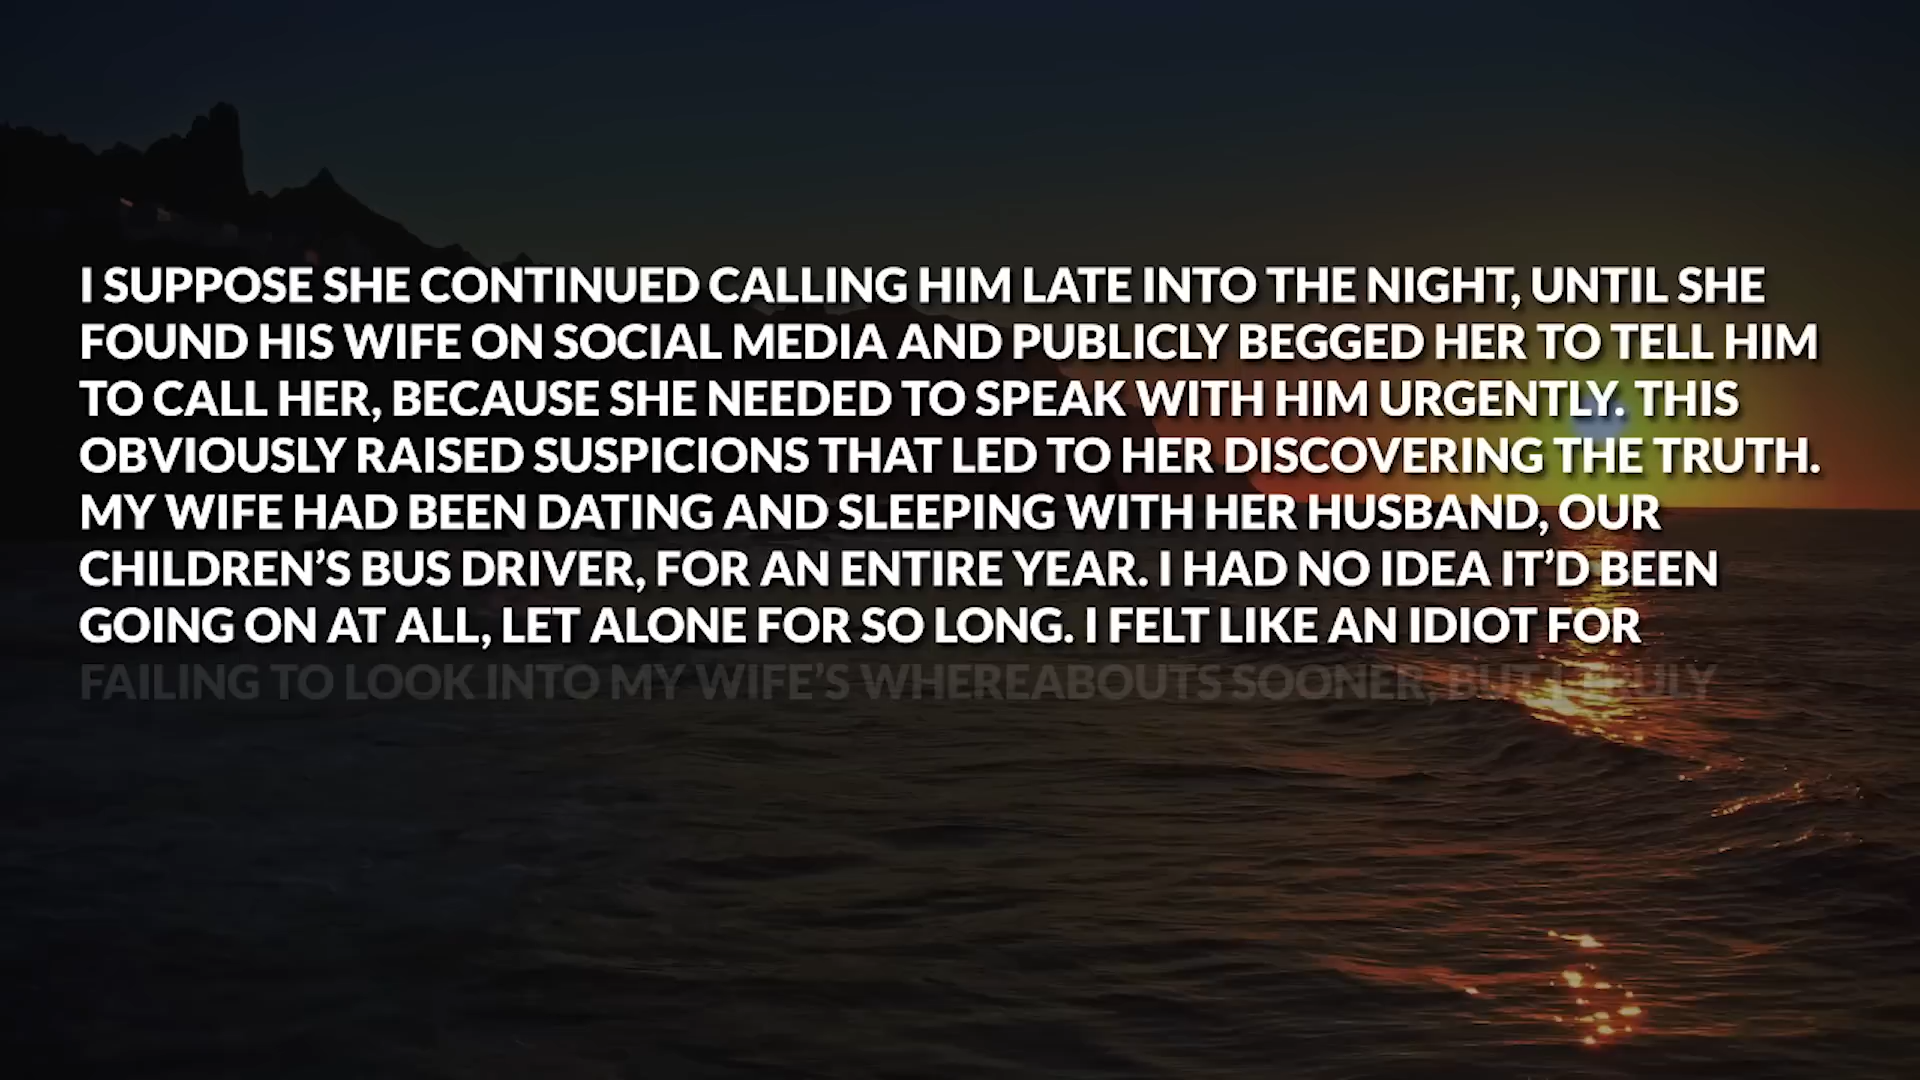 I SUPPOSE SHE CONTINUED CALLING HIM LATE INTO THE NIGHT, UNTIL SHE
FOUND HIS WIFE ON SOCIAL MEDIA AND PUBLICLY BEGGED HER TO TELL HIM
TO CALL HER, BECAUSE SHE NEEDED TO SPEAK WITH HIM URGENTLY. THIS
OBVIOUSLY RAISED SUSPICIONS THAT LED TO HER DISCOVERING THE TRUTH.
MY WIFE HAD BEEN DATING AND SLEEPING WITH HER HUSBAND, OUR
CHILDREN’S BUS DRIVER, FOR AN ENTIRE YEAR. I HAD NO IDEA IT’D BEEN
GOING ON AT ALL, LET ALONE FOR SO LONG. I FELT LIKE AN IDIOT FOR
FAILING TO LOOK INTO MY WIFE’S WHEREABOUTS SOONER, BUT I TRULY